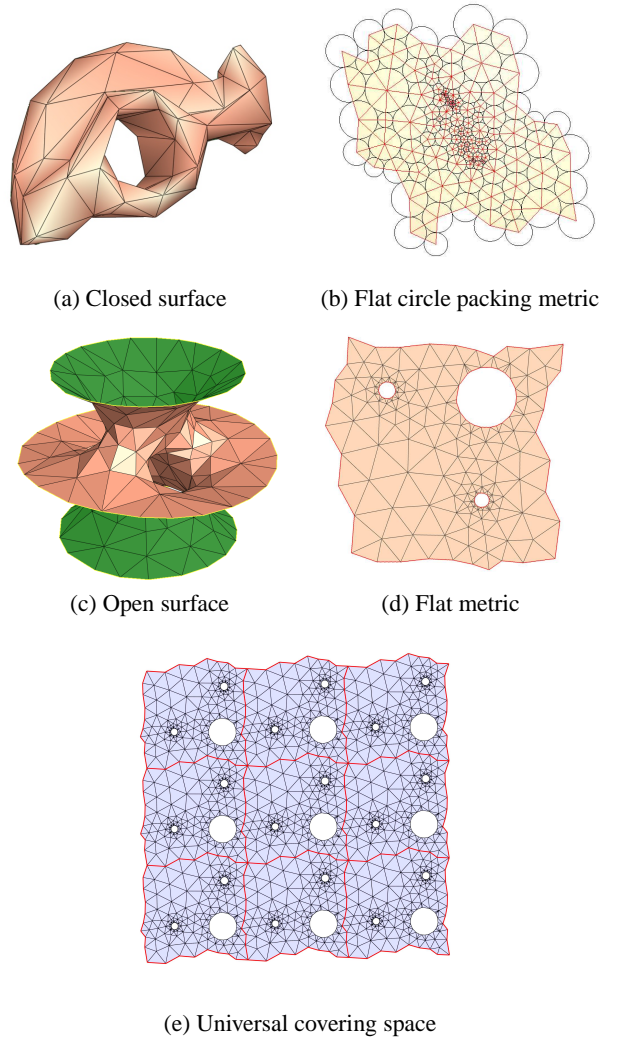 (a) Closed surface
(b) Flat circle packing metric
(c) Open surface
(d) Flat metric
(e) Universal covering space